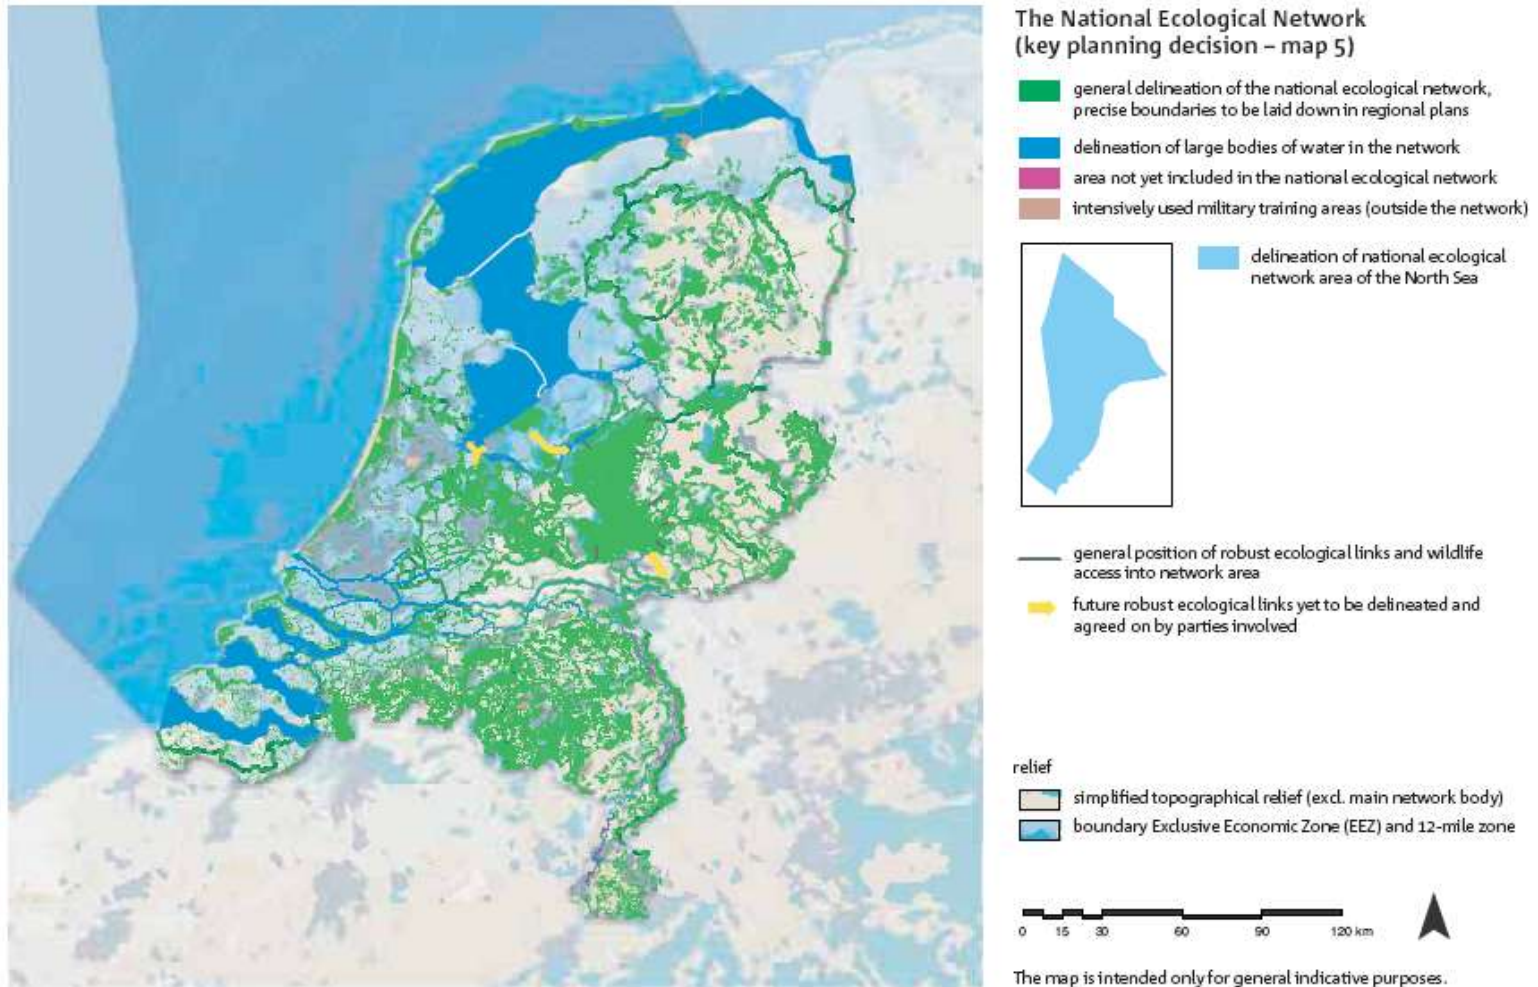 The National Ecological Network
(key planning decision – map 5)
general delineation of the national ecological network,
precise boundaries to be laid down in regional plans
delineation of large bodies of water in the network
area not yet included in the national ecological network
intensively used military training areas (outside the network)
delineation of national ecological
network area of the North Sea
general position of robust ecological links and wildlife
access into network area
future robust ecological links yet to be delineated and
agreed on by parties involved
relief
simplified topographical relief (excl. main network body)
boundary Exclusive Economic Zone (EEZ) and 12-mile zone
0 15 30 60 90 120 km
The map is intended only for general indicative purposes.